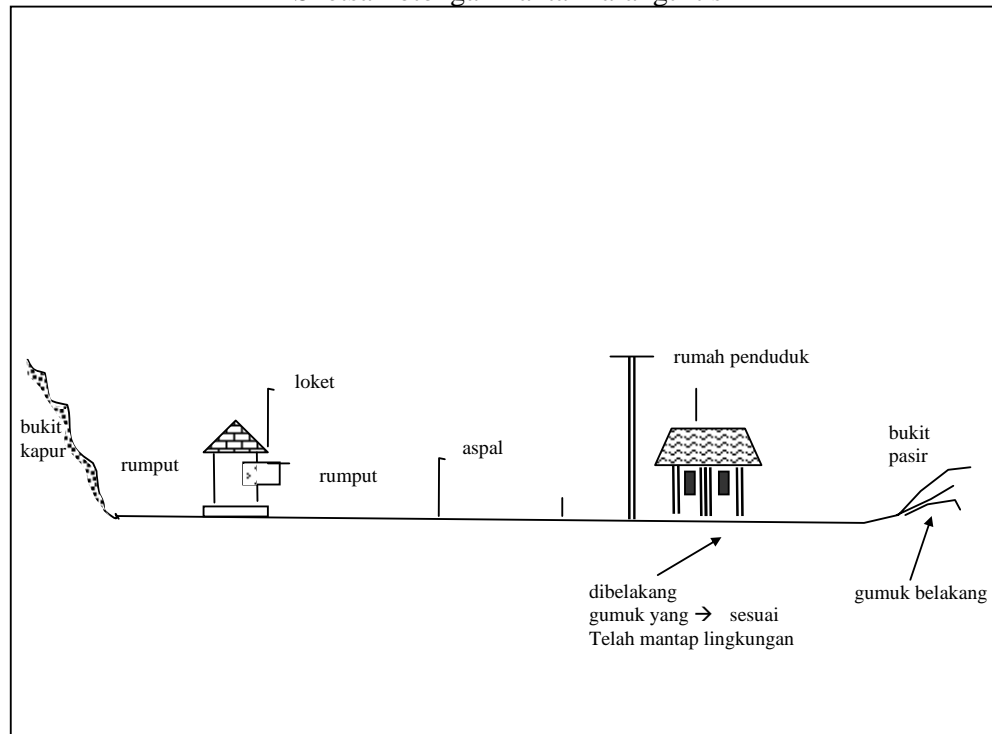 loket
rumah penduduk
bukit
kapur
rumput
rumput
aspal
bukit
pasir
dibelakang
gumuk yang → sesuai
Telah mantap lingkungan
gumuk belakang